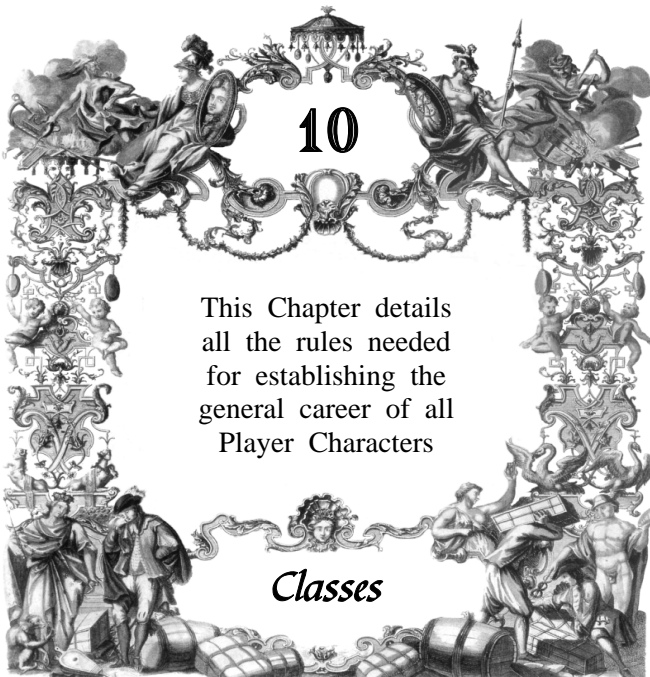 10
This Chapter details
all the rules needed
for establishing the
general career of all
Player Characters
Classes